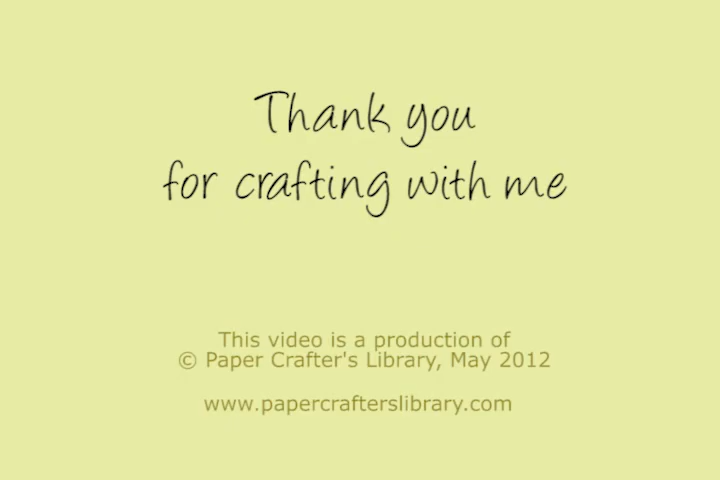 Thank you
for crafting with me
This video is a production of
© Paper Crafter's Library, May 2012
www.papercrafterslibrary.com